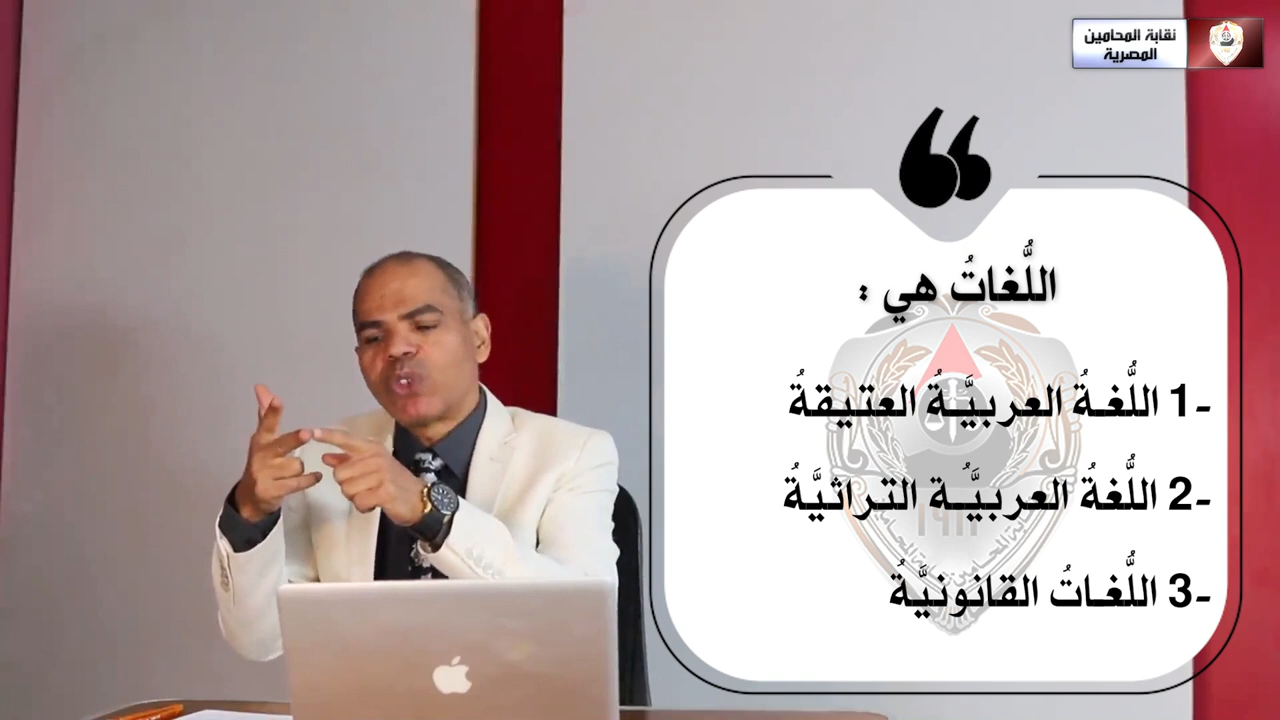 نقابة المحامين
المصرية
اللُّغاتُ هي :
1- اللُّغـةُ العربيَّـةُ العتيقةُ
2- اللُّغةُ العربيَّـُة التراثيَّةُ
3- اللُّغـاتُ القانونيَّـةُ
١٩١٢